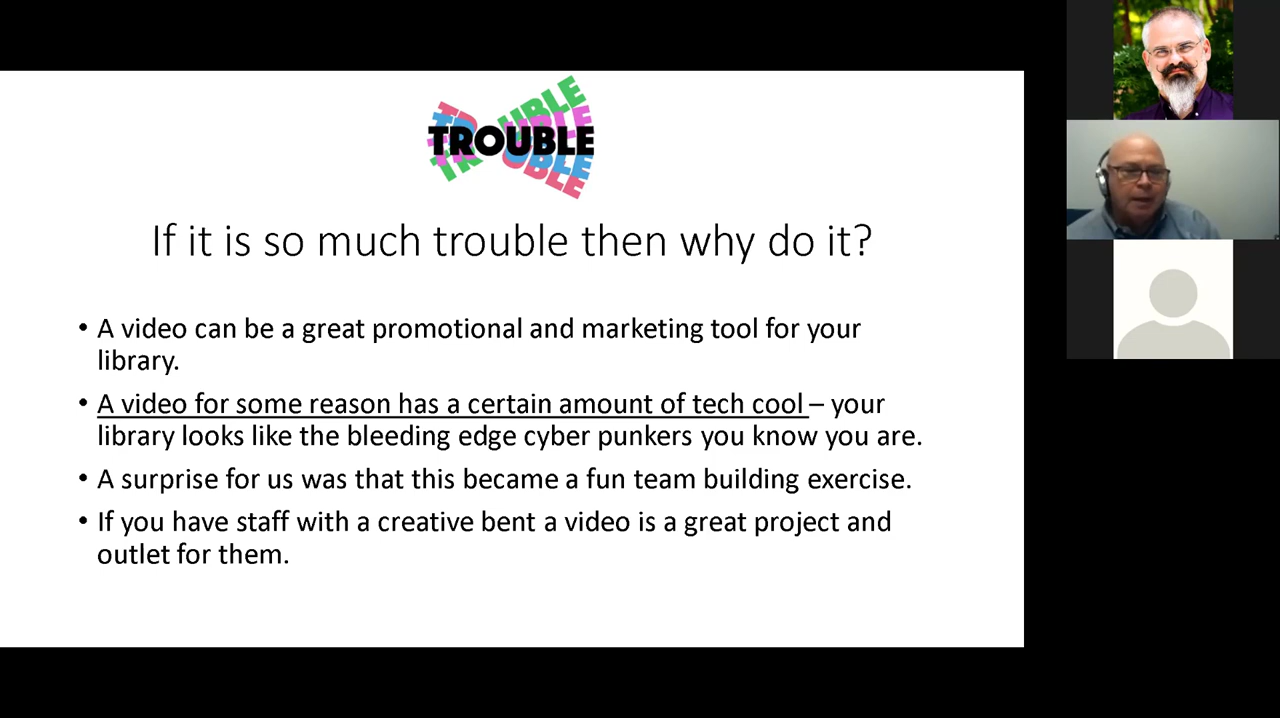 TROUBLE
If it is so much trouble then why do it?
• A video can be a great promotional and marketing tool for your
library.
• A video for some reason has a certain amount of tech cool – your
library looks like the bleeding edge cyber punkers you know you are.
• A surprise for us was that this became a fun team building exercise.
• If you have staff with a creative bent a video is a great project and
outlet for them.